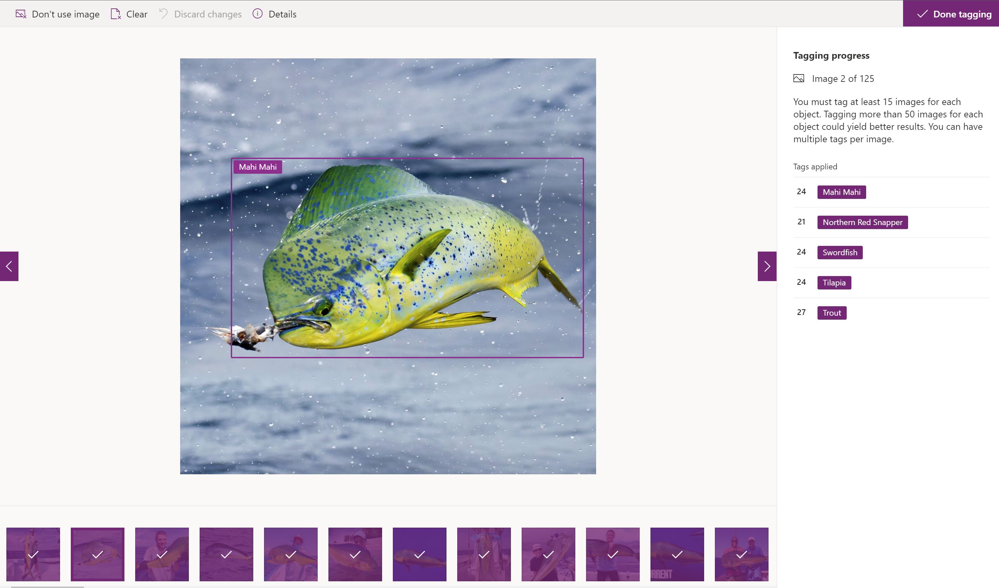 Don't use image
Clear
Discard changes
Details
Done tagging
Mahi Mahi
Tagging progress
Image 2 of 125
You must tag at least 15 images for each
object. Tagging more than 50 images for each
object could yield better results. You can have
multiple tags per image.
Tags applied
24 Mahi Mahi
21 Northern Red Snapper
24 Swordfish
24 Tilapia
27 Trout
RRENT